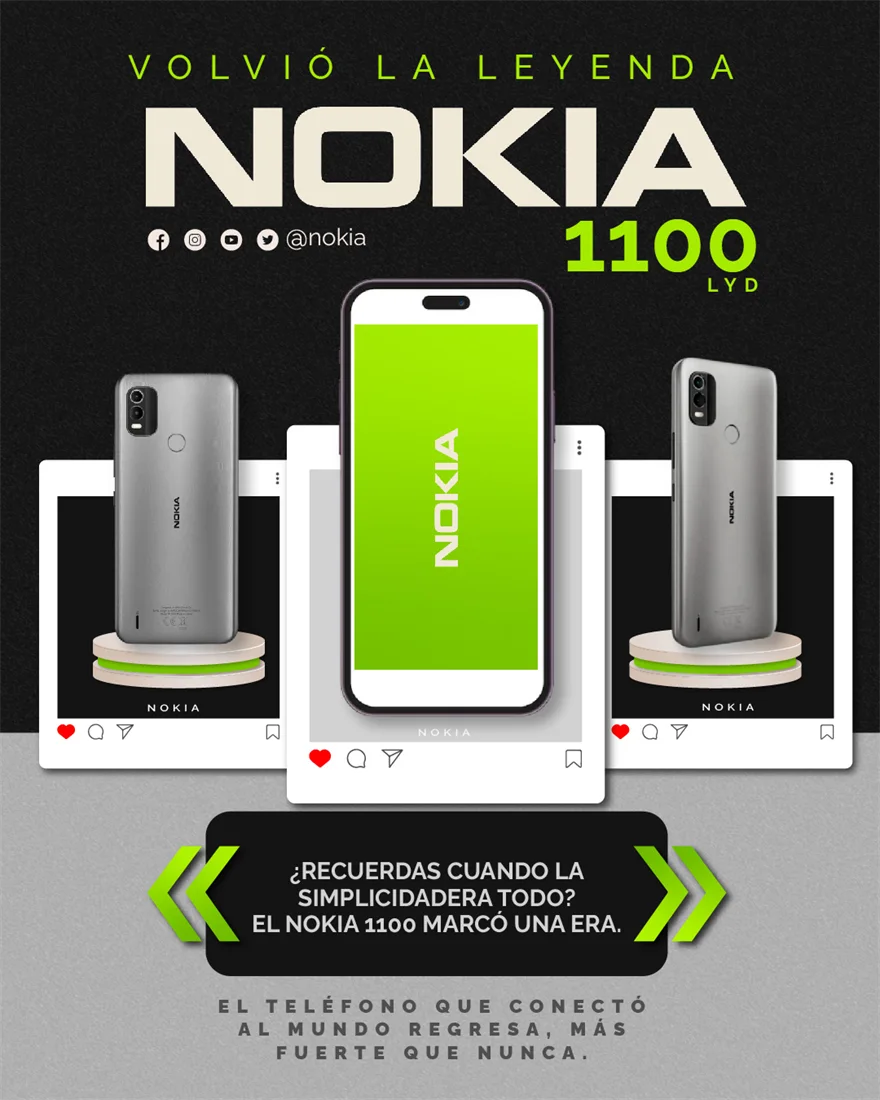 VOLVIÓ LA LEYENDA
NOKIA
@nokia
1100
LYD
NOKIA
NOKIA
NOKIA
NOKIA
NOKIA
NOKIA
¿RECUERDAS CUANDO LA
SIMPLICIDADERA TODO?
EL NOKIA 1100 MARCÓ UNA ERA.
EL TELÉFONO QUE CONECTÓ
AL MUNDO REGRESA, MÁS
FUERTE QUE NUNCA.